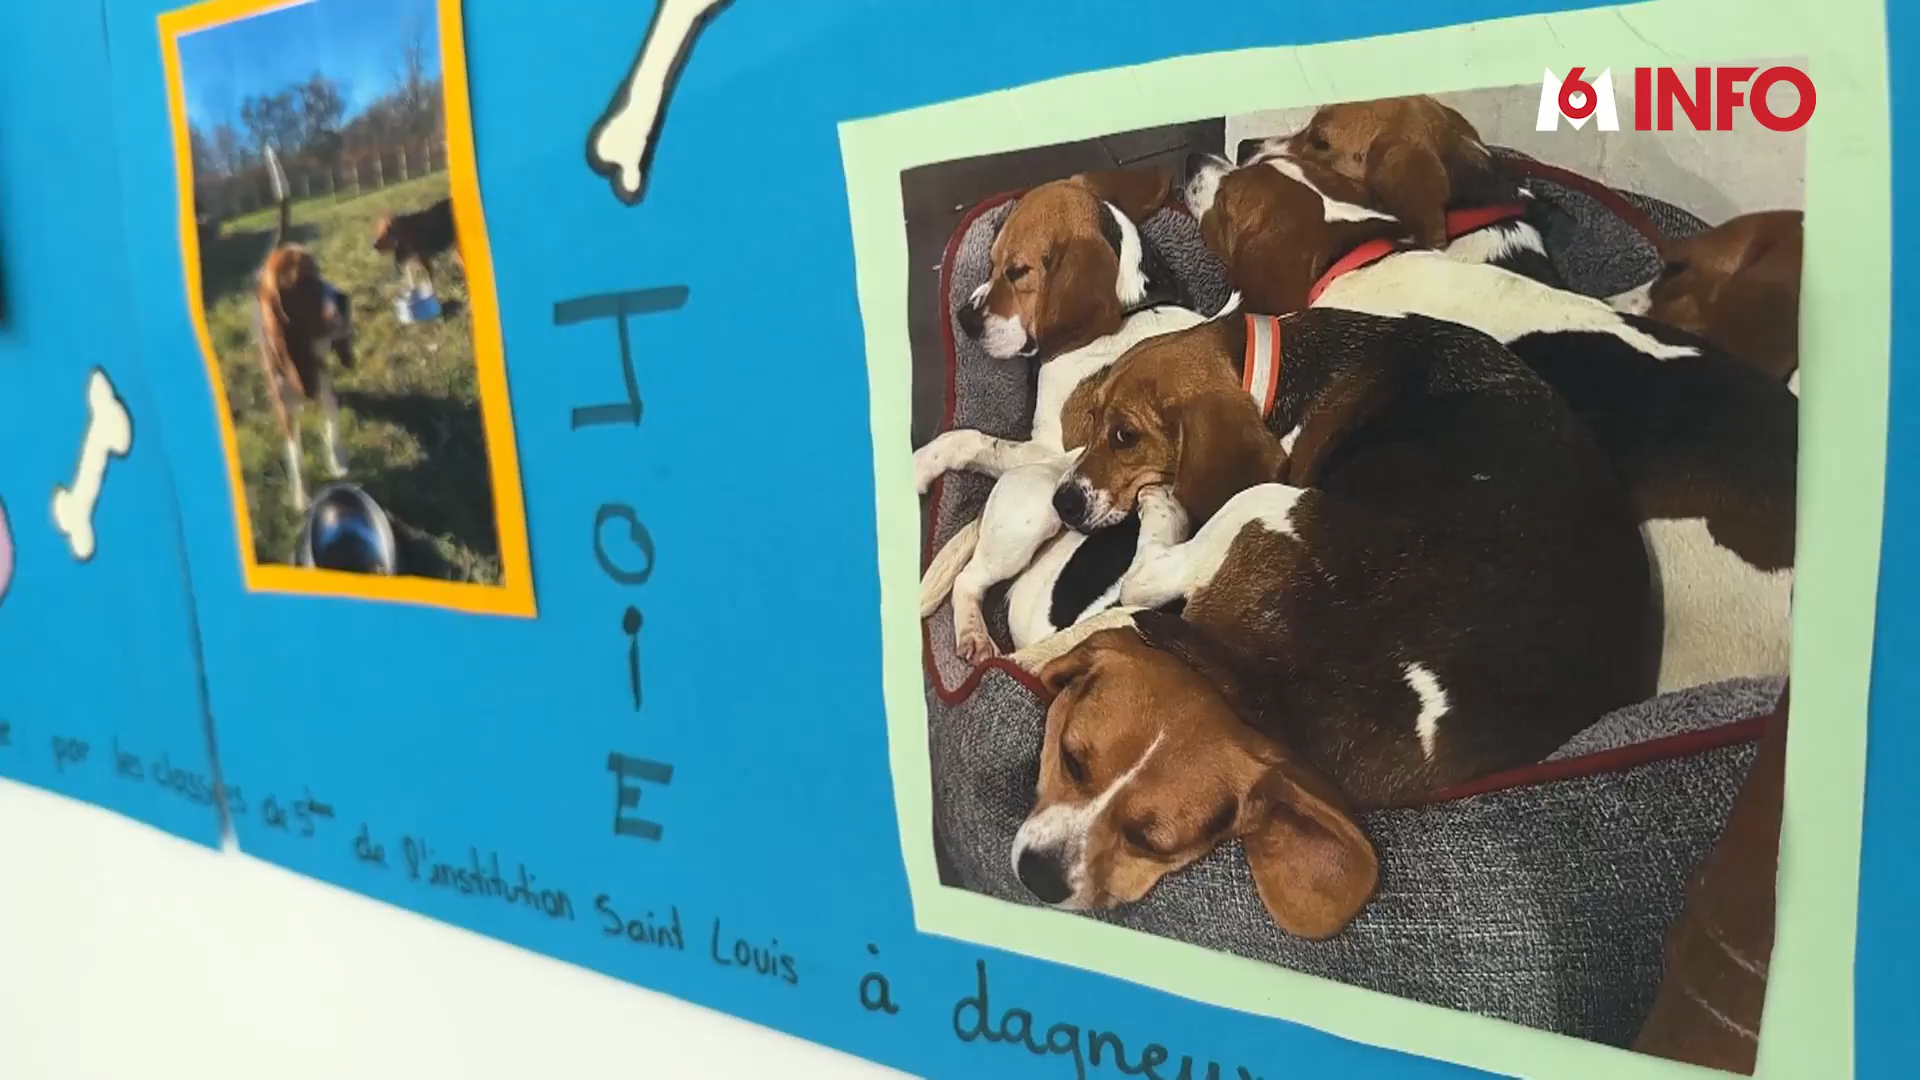 M6 INFO
JOIE
par les classes de 5ème de l'institution Saint Louis à dagneux